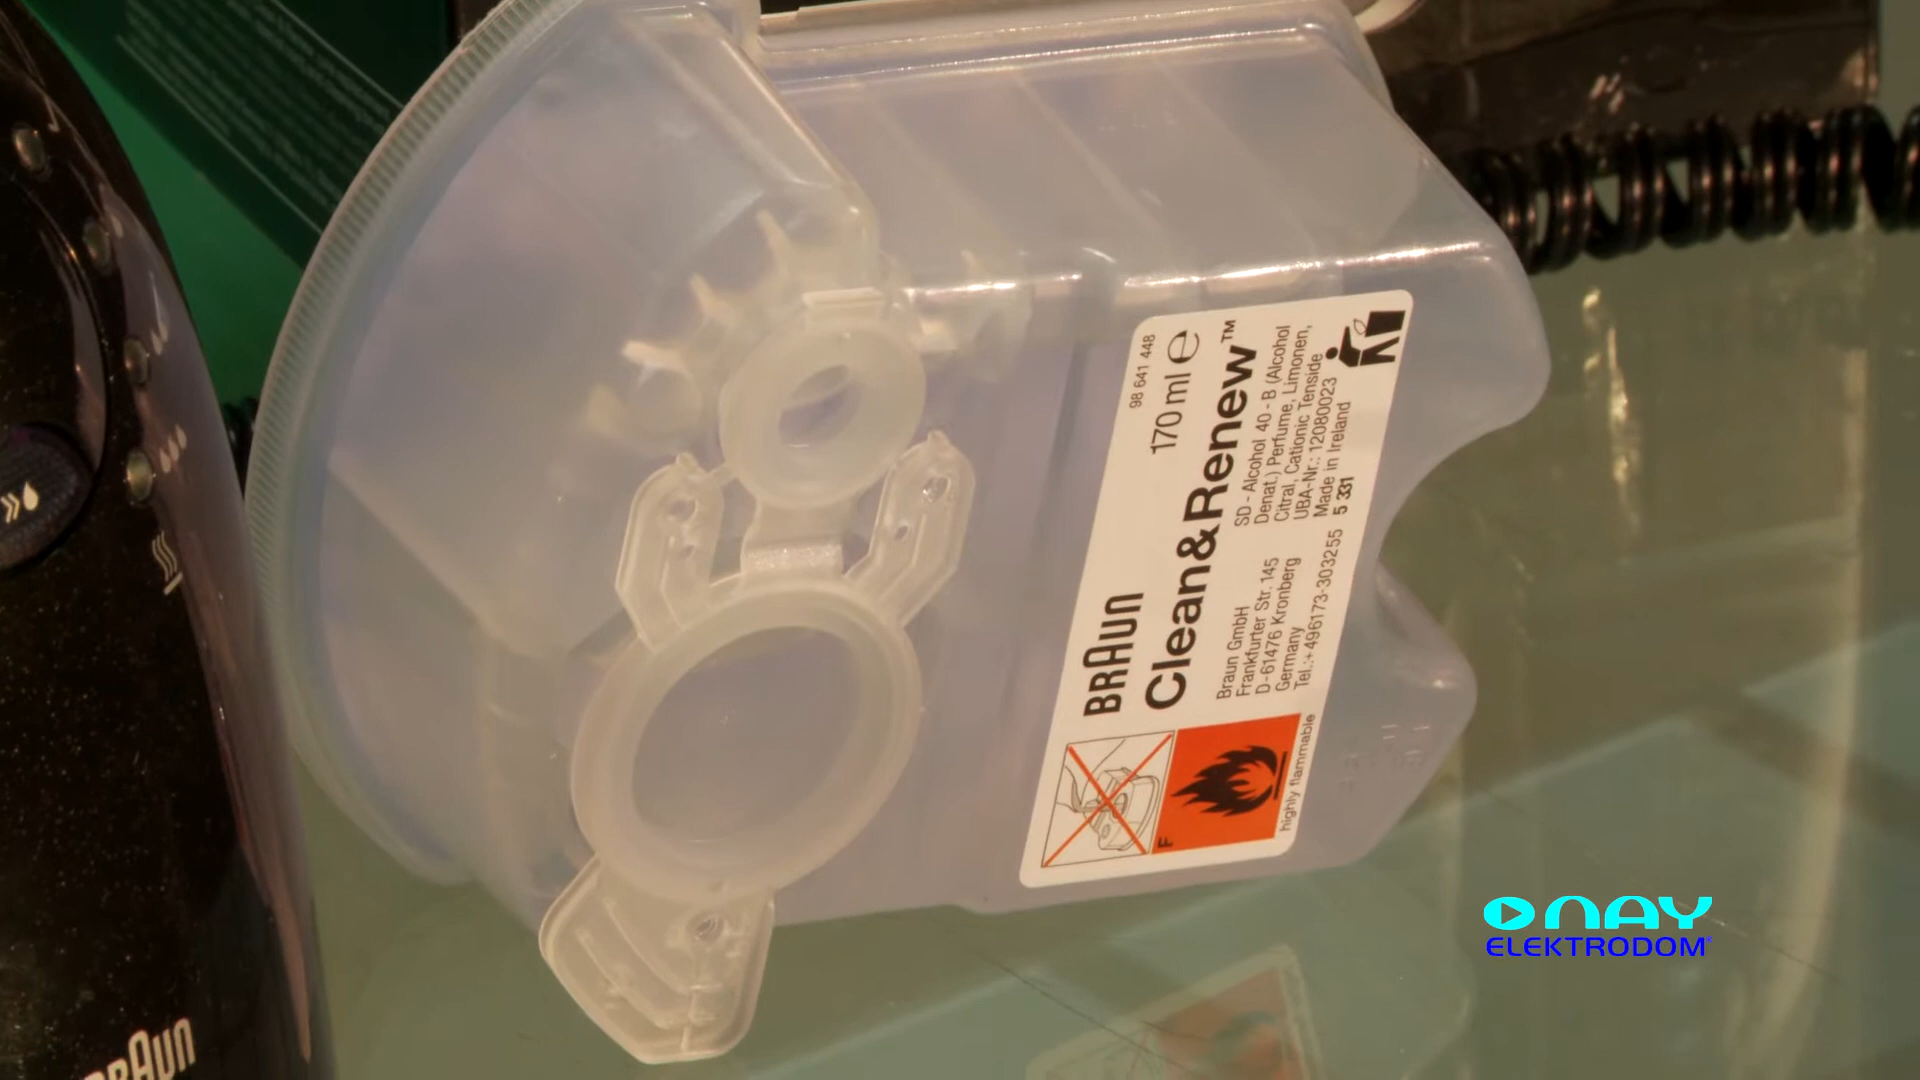 98 641 448
170 ml e
BRAUN
Clean&Renew™
SD - Alcohol 40 - B (Alcohol
Denat.) Perfume, Limonen,
Citral, Cationic Tenside
UBA-Nr.: 12080023
Made in Ireland
5 331
Braun GmbH
Frankfurter Str. 145
D - 61476 Kronberg
Germany
Tel.:+496173-303255
F
highly flammable
BRAUN
NAY
ELEKTRODOM